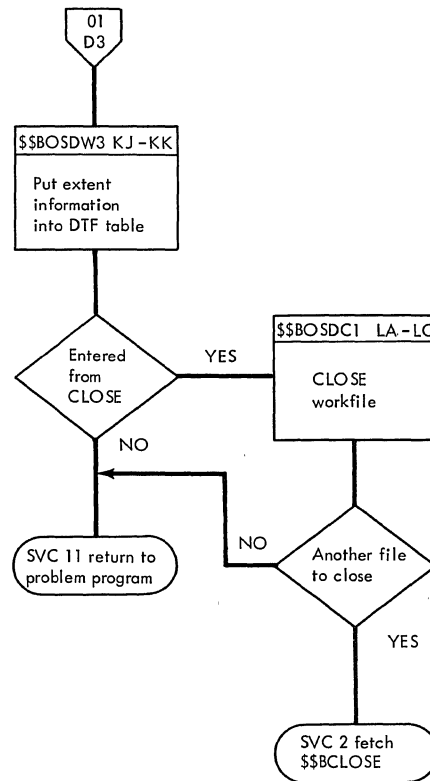 01
D3
$$BOSDW3 KJ-KK
Put extent
information
into DTF table
Entered
from
CLOSE
YES
$$BOSDC1 LA-LC
CLOSE
workfile
NO
SVC 11 return to
problem program
NO
Another file
to close
YES
SVC 2 fetch
$$BCLOSE